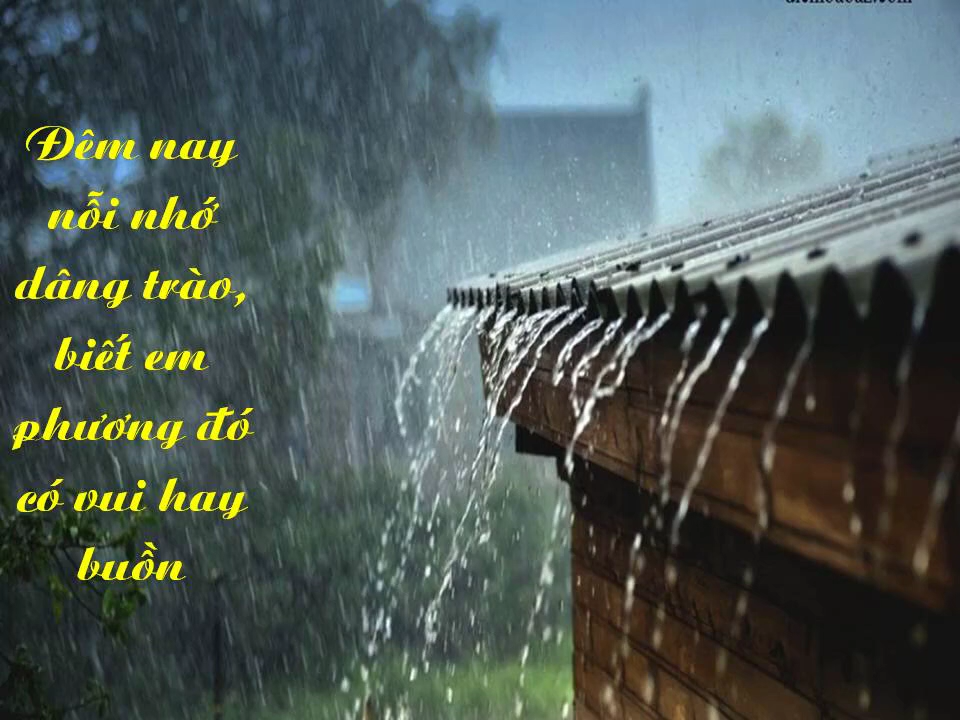 Đêm nay
nỗi nhớ
dâng trào,
biết em
phương đó
có vui hay
buồn